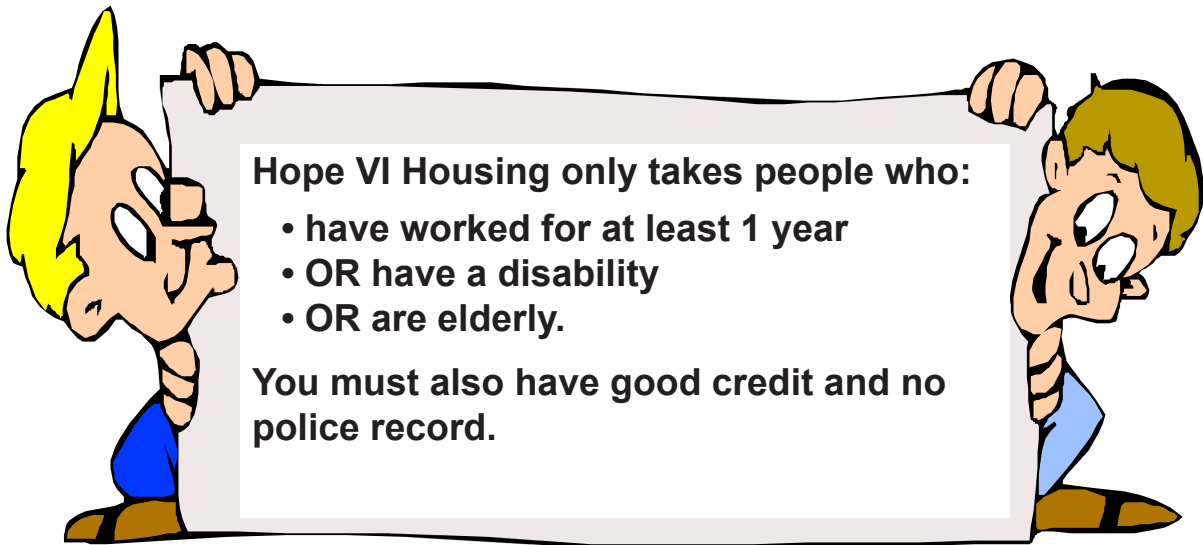 Hope VI Housing only takes people who:
• have worked for at least 1 year
• OR have a disability
• OR are elderly.
You must also have good credit and no
police record.